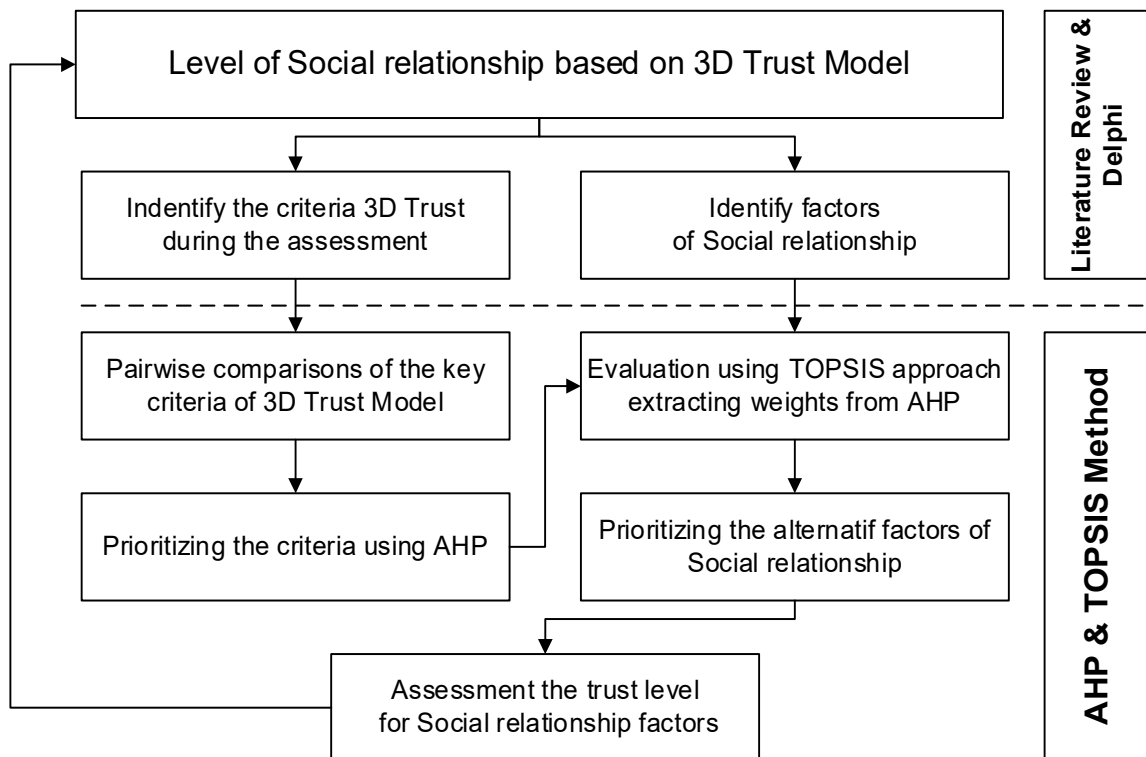 Level of Social relationship based on 3D Trust Model
Literature Review &
Delphi
Indentify the criteria 3D Trust
during the assessment
Identify factors
of Social relationship
Pairwise comparisons of the key
criteria of 3D Trust Model
Evaluation using TOPSIS approach
extracting weights from AHP
Prioritizing the criteria using AHP
Prioritizing the alternatif factors of
Social relationship
AHP & TOPSIS Method
Assessment the trust level
for Social relationship factors